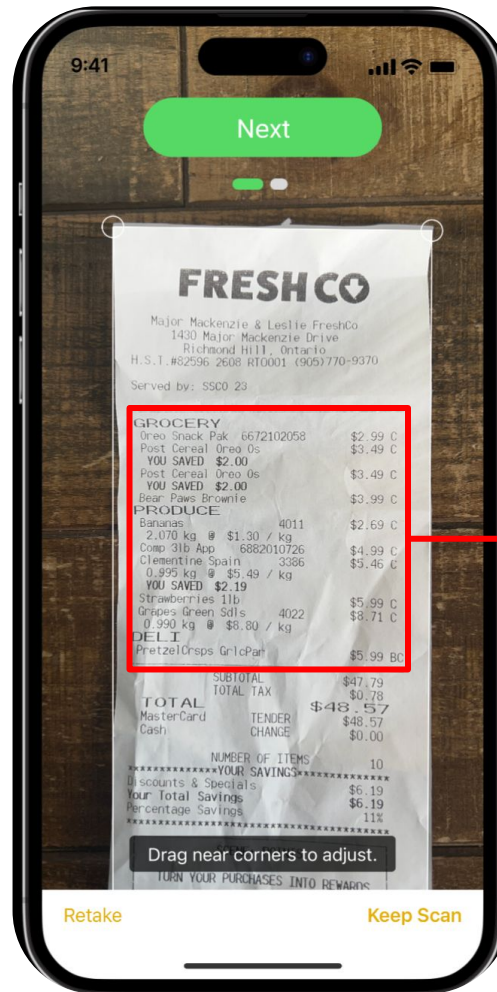 9:41
Next
FRESHCO
Major Mackenzie & Leslie FreshCo
1430 Major Mackenzie Drive
Richmond Hill, Ontario
H.S.T.#82596 2608 RT0001 (905)770-9370
Served by: SSCO 23
GROCERY
Oreo Snack Pak 6672102058 $2.99 C
Post Cereal Oreo Os $3.49 C
YOU SAVED $2.00
Post Cereal Oreo Os $3.49 C
YOU SAVED $2.00
Bear Paws Brownie $3.99 C
PRODUCE
Bananas 4011 $2.69 C
2.070 kg @ $1.30 / kg
Comp 3lb App 6882010726 $4.99 C
Clementine Spain 3386 $5.46 C
0.995 kg @ $5.49 / kg
YOU SAVED $2.19
Strawberries 1lb $5.99 C
Grapes Green Sdls 4022 $8.71 C
0.990 kg @ $8.80 / kg
DELI
PretzelCrsps GrlcPar $5.99 BC
SUBTOTAL $47.79
TOTAL TAX $0.78
TOTAL $48.57
MasterCard TENDER $48.57
Cash CHANGE $0.00
NUMBER OF ITEMS 10
**************YOUR SAVINGS**************
Discounts & Specials $6.19
Your Total Savings $6.19
Percentage Savings 11%
Drag near corners to adjust.
TURN YOUR PURCHASES INTO REWARDS
Retake Keep Scan